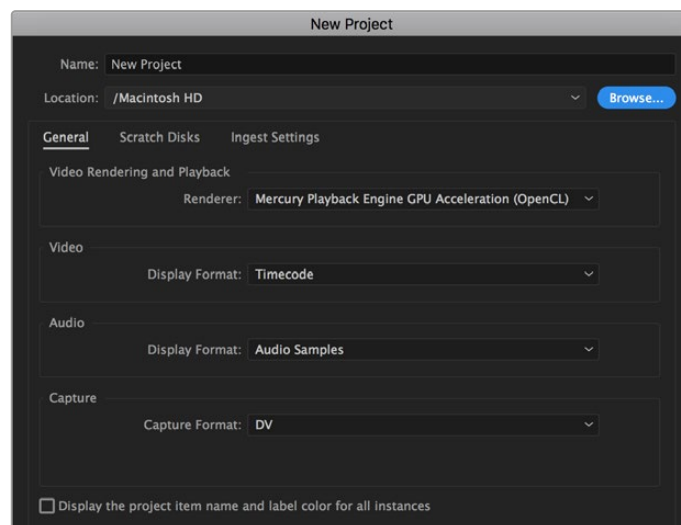 New Project
Name: New Project
Location: /Macintosh HD Browse...
General Scratch Disks Ingest Settings
Video Rendering and Playback
Renderer: Mercury Playback Engine GPU Acceleration (OpenCL)
Video
Display Format: Timecode
Audio
Display Format: Audio Samples
Capture
Capture Format: DV
Display the project item name and label color for all instances